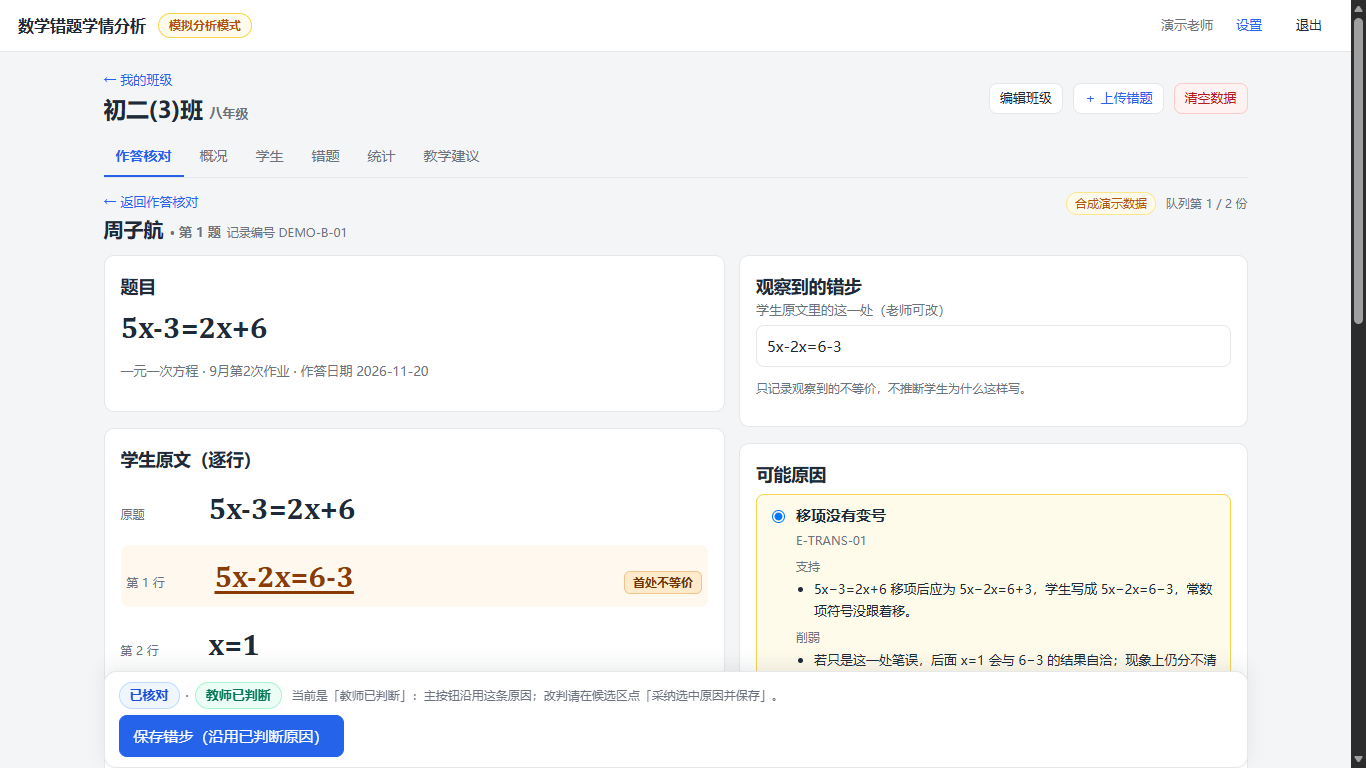 数学错题学情分析 模拟分析模式 演示老师 设置 退出
← 我的班级
初二(3)班 八年级
编辑班级 + 上传错题 清空数据
作答核对 概况 学生 错题 统计 教学建议
← 返回作答核对
合成演示数据 队列第 1 / 2 份
周子航 • 第 1 题 记录编号 DEMO-B-01
题目
5x-3=2x+6
一元一次方程 · 9月第2次作业 · 作答日期 2026-11-20
学生原文（逐行）
原题 5x-3=2x+6
第 1 行 5x-2x=6-3 首处不等价
第 2 行 x=1
观察到的错步
学生原文里的这一处（老师可改）
5x-2x=6-3
只记录观察到的不等价，不推断学生为什么这样写。
可能原因
移项没有变号
E-TRANS-01
支持
• 5x−3=2x+6 移项后应为 5x−2x=6+3，学生写成 5x−2x=6−3，常数
项符号没跟着移。
削弱
• 若只是这一处笔误，后面 x=1 会与 6−3 的结果自洽；现象上仍分不清
已核对 · 教师已判断 当前是「教师已判断」：主按钮沿用这条原因；改判请在候选区点「采纳选中原因并保存」。
保存错步（沿用已判断原因）